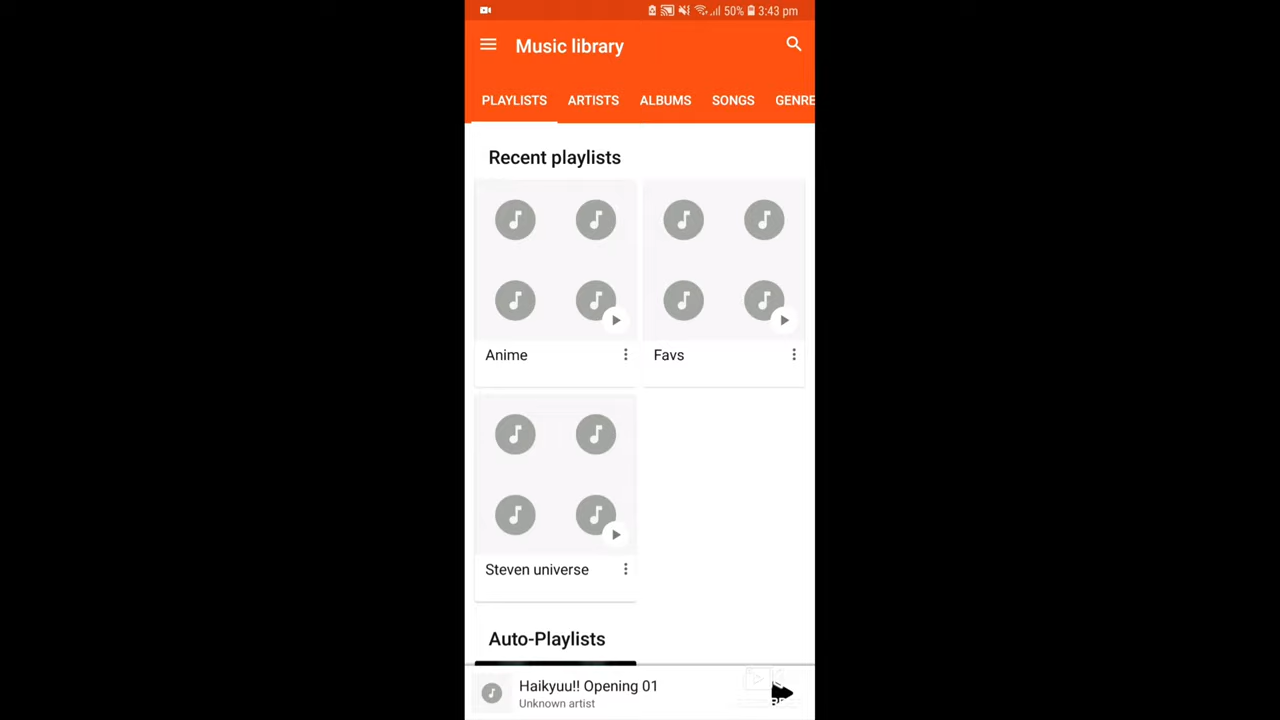 50% 3:43 pm
Music library
PLAYLISTS ARTISTS ALBUMS SONGS GENRE
Recent playlists
Anime Favs
Steven universe
Auto-Playlists
Haikyuu!! Opening 01
Unknown artist